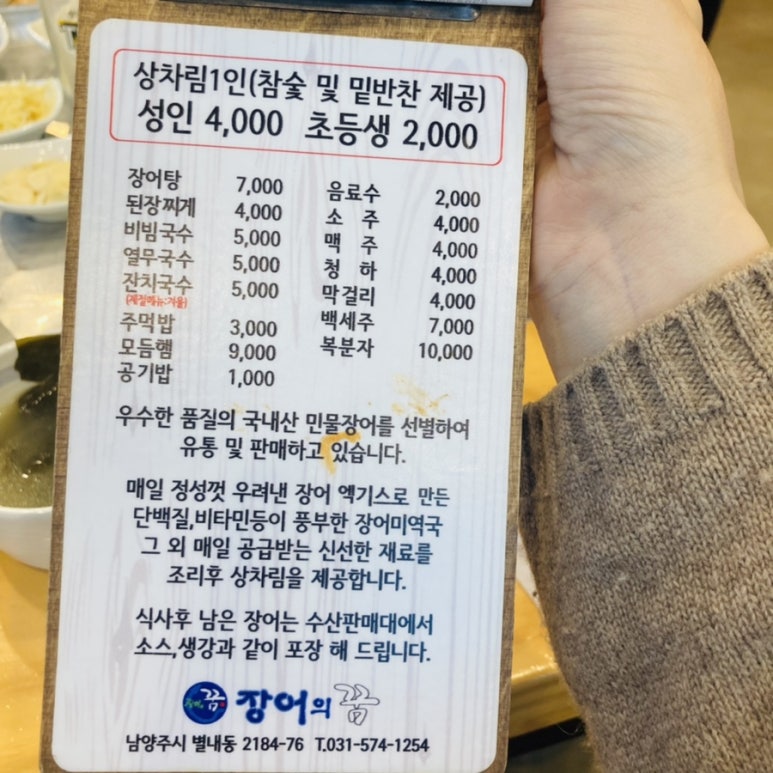 상차림1인(참숯 및 밑반찬 제공)
성인 4,000 초등생 2,000
장어탕 7,000
된장찌게 4,000
비빔국수 5,000
열무국수 5,000
잔치국수 5,000
(계절메뉴:겨울)
주먹밥 3,000
모듬햄 9,000
공기밥 1,000
음료수 2,000
소 주 4,000
맥 주 4,000
청 하 4,000
막걸리 4,000
백세주 7,000
복분자 10,000
우수한 품질의 국내산 민물장어를 선별하여
유통 및 판매하고 있습니다.
매일 정성껏 우려낸 장어 엑기스로 만든
단백질,비타민등이 풍부한 장어미역국
그 외 매일 공급받는 신선한 재료를
조리후 상차림을 제공합니다.
식사후 남은 장어는 수산판매대에서
소스,생강과 같이 포장 해 드립니다.
장어의 꿈 장어의 꿈
남양주시 별내동 2184-76 T.031-574-1254